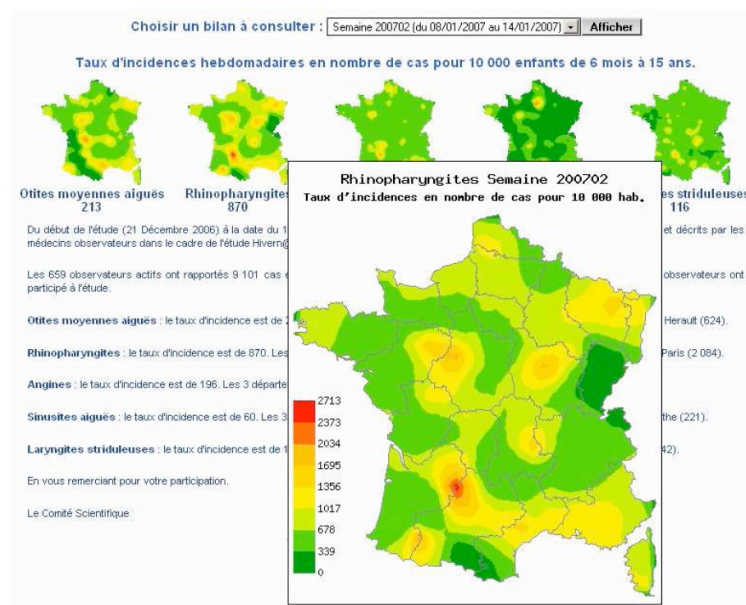 Choisir un bilan à consulter : Semaine 200702 (du 08/01/2007 au 14/01/2007) Afficher
Taux d'incidences hebdomadaires en nombre de cas pour 10 000 enfants de 6 mois à 15 ans.
Otites moyennes aiguës
213
Rhinopharyngites
870
es striduleuses
116
Du début de l'étude (21 Décembre 2006) à la date du 1
et décrits par les
médecins observateurs dans le cadre de l'étude Hivern@
Les 659 observateurs actifs ont rapportés 9 101 cas
observateurs ont
participé à l'étude.
Otites moyennes aiguës : le taux d'incidence est de 2
Herault (624).
Rhinopharyngites : le taux d'incidence est de 870. Les
Paris (2 084).
Angines : le taux d'incidence est de 196. Les 3 départe
Sinusites aiguës : le taux d'incidence est de 60. Les 3
the (221).
Laryngites striduleuses : le taux d'incidence est de 1
42).
En vous remerciant pour votre participation.
Le Comité Scientifique
Rhinopharyngites Semaine 200702
Taux d'incidences en nombre de cas pour 10 000 hab.
2713
2373
2034
1695
1356
1017
678
339
0